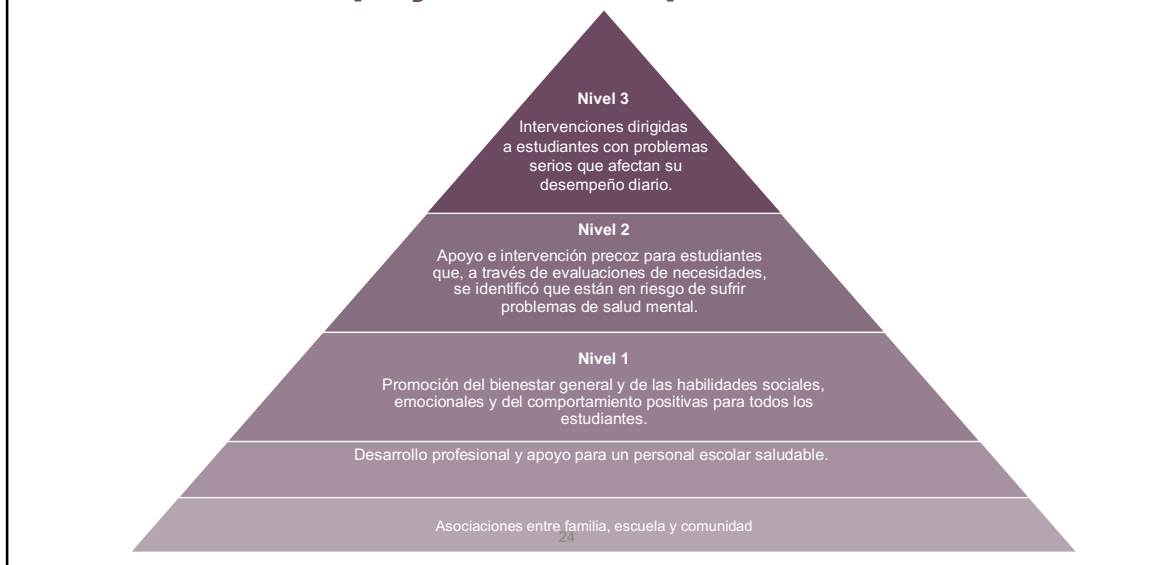 Nivel 3
Intervenciones dirigidas
a estudiantes con problemas
serios que afectan su
desempeño diario.
Nivel 2
Apoyo e intervención precoz para estudiantes
que, a través de evaluaciones de necesidades,
se identificó que están en riesgo de sufrir
problemas de salud mental.
Nivel 1
Promoción del bienestar general y de las habilidades sociales,
emocionales y del comportamiento positivas para todos los
estudiantes.
Desarrollo profesional y apoyo para un personal escolar saludable.
Asociaciones entre familia, escuela y comunidad
24